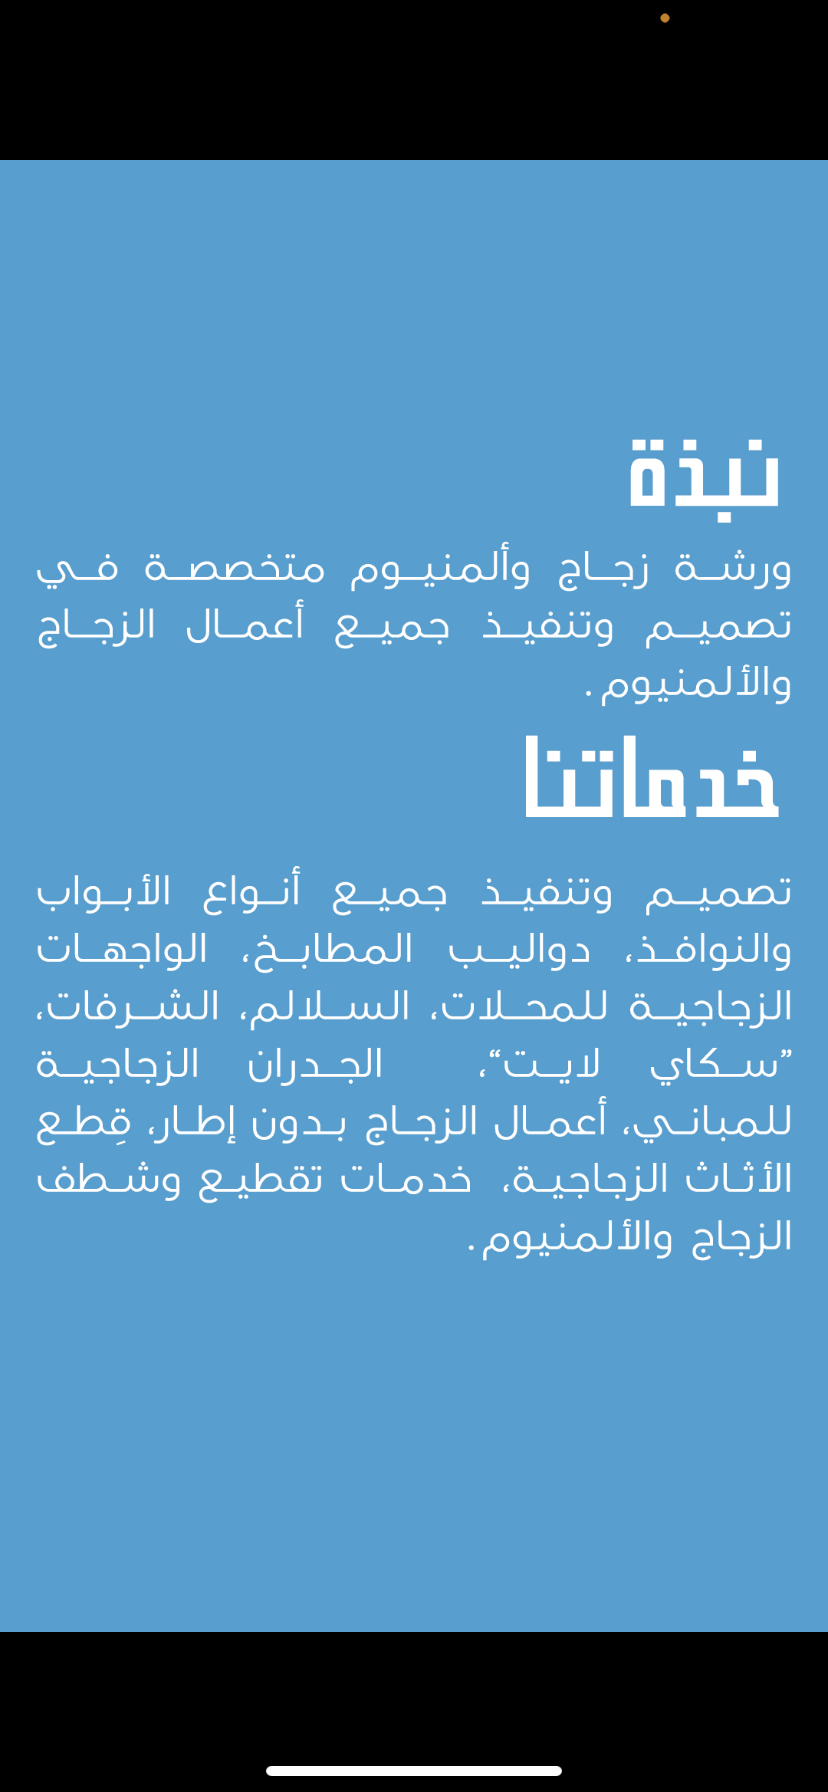 نبذة
ورشة زجاج وألمنيوم متخصصة في
تصميم وتنفيذ جميع أعمال الزجاج
والألمنيوم.
خدماتنا
تصميم وتنفيذ جميع أنواع الأبواب
والنوافذ، دواليب المطابخ، الواجهات
الزجاجية للمحلات، السلالم، الشرفات،
”سكاي لايت“، الجدران الزجاجية
للمباني، أعمال الزجاج بدون إطار، قِطع
الأثاث الزجاجية، خدمات تقطيع وشطف
الزجاج والألمنيوم.